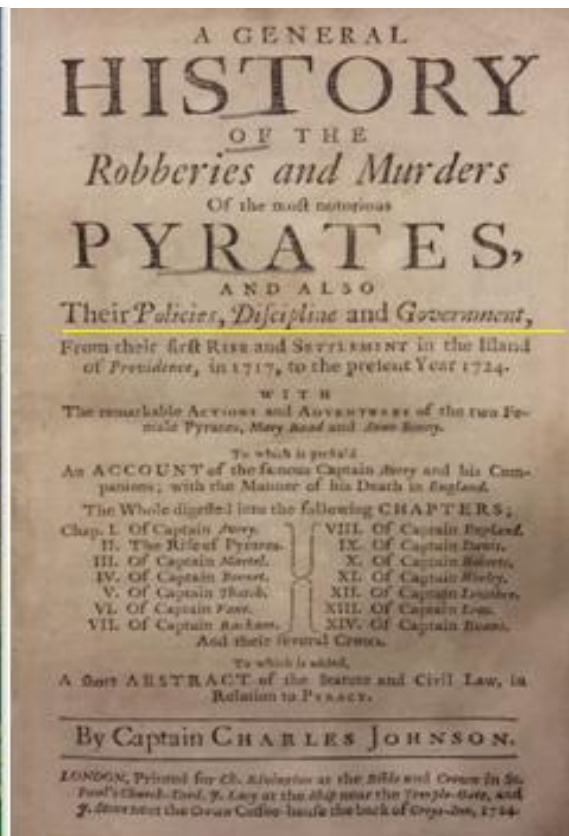 A GENERAL
HISTORY
OF THE
Robberies and Murders
Of the moſt notorious
PYRATES,
AND ALSO
Their Policies, Diſcipline and Government,
From their firſt RISE and SETTLEMENT in the Iſland
of Providence, in 1717, to the preſent Year 1724.
WITH
The remarkable ACTIONS and ADVENTURES of the two Fe-
male Pyrates, Mary Read and Anne Bonny.
To which is prefix'd
An ACCOUNT of the famous Captain Avery and his Com-
panions; with the Manner of his Death in England.
The Whole digeſted into the following CHAPTERS;
Chap. I. Of Captain Avery.
II. The Riſe of Pyrates.
III. Of Captain Martel.
IV. Of Captain Bonnet.
V. Of Captain Thatch.
VI. Of Captain Vane.
VII. Of Captain Rackam.
VIII. Of Captain England.
IX. Of Captain Davis.
X. Of Captain Roberts.
XI. Of Captain Worley.
XII. Of Captain Lowther.
XIII. Of Captain Low.
XIV. Of Captain Evans.
And their ſeveral Crews.
To which is added,
A ſhort ABSTRACT of the Statute and Civil Law, in
Relation to PYRACY.
By Captain CHARLES JOHNSON.
LONDON, Printed for Ch. Rivington at the Bible and Crown in St.
Paul's Church-Yard, J. Lacy at the Ship near the Temple-Gate, and
J. Stone next the Crown Coffee-houſe the back of Greys-Inn, 1724.